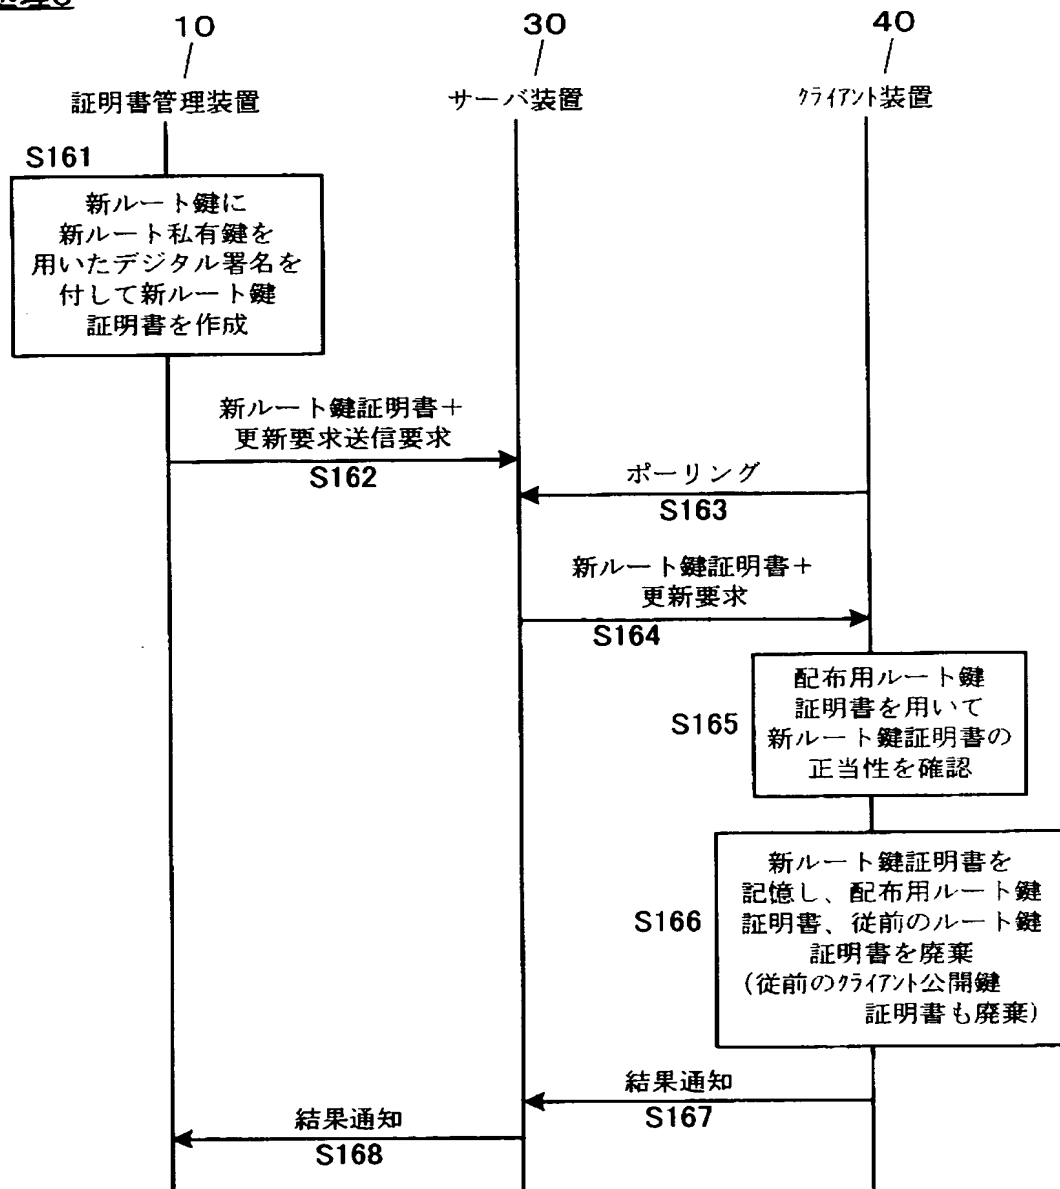 10
30
40
証明書管理装置
サーバ装置
クライアント装置
S161
新ルート鍵に
新ルート私有鍵を
用いたデジタル署名を
付して新ルート鍵
証明書を作成
新ルート鍵証明書+
更新要求送信要求
S162
ポーリング
S163
新ルート鍵証明書+
更新要求
S164
配布用ルート鍵
証明書を用いて
新ルート鍵証明書の
正当性を確認
S165
新ルート鍵証明書を
記憶し、配布用ルート鍵
証明書、従前のルート鍵
証明書を廃棄
(従前のクライアント公開鍵
証明書も廃棄)
S166
結果通知
S167
結果通知
S168